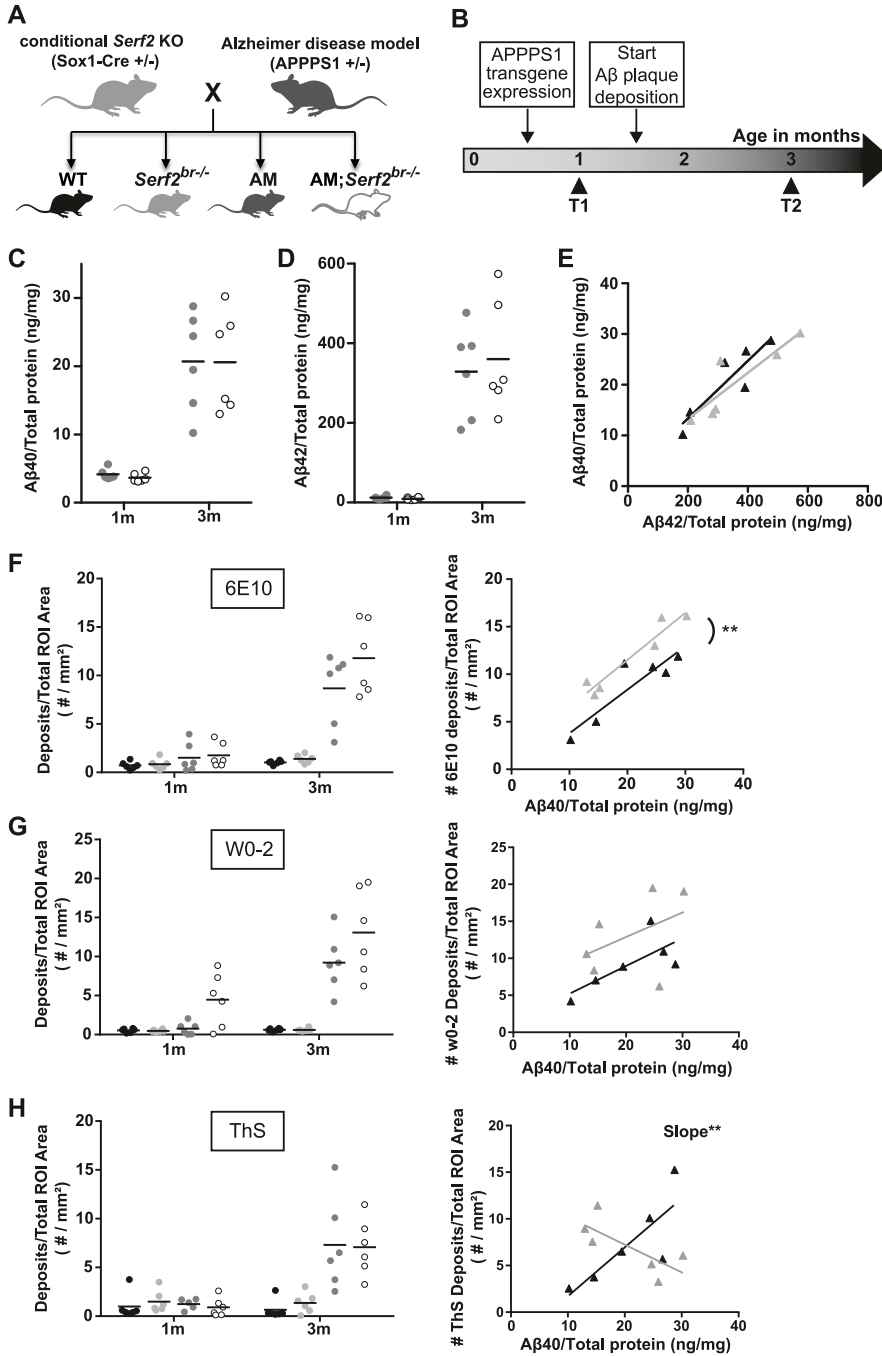 A
conditional Serf2 KO
(Sox1-Cre +/-)
Alzheimer disease model
(APPPS1 +/-)
X
WT
Serf2br-/-
AM
AM;Serf2br-/-
B
APPPS1
transgene
expression
Start
Aβ plaque
deposition
Age in months
0
1
2
3
T1
T2
C
Aβ40/Total protein (ng/mg)
30
20
10
0
1m
3m
D
Aβ42/Total protein (ng/mg)
600
400
200
0
1m
3m
E
Aβ40/Total protein (ng/mg)
40
30
20
10
0
0
200
400
600
800
Aβ42/Total protein (ng/mg)
F
Deposits/Total ROI Area
( # / mm²)
20
15
10
5
0
6E10
1m
3m
# 6E10 deposits/Total ROI Area
( # / mm²)
20
15
10
5
0
**
0
10
20
30
40
Aβ40/Total protein (ng/mg)
G
Deposits/Total ROI Area
( # / mm²)
20
15
10
5
0
W0-2
1m
3m
# w0-2 Deposits/Total ROI Area
( # / mm²)
25
20
15
10
5
0
0
10
20
30
40
Aβ40/Total protein (ng/mg)
H
Deposits/Total ROI Area
( # / mm²)
20
15
10
5
0
ThS
1m
3m
# ThS Deposits/Total ROI Area
( # / mm²)
20
15
10
5
0
Slope**
0
10
20
30
40
Aβ40/Total protein (ng/mg)